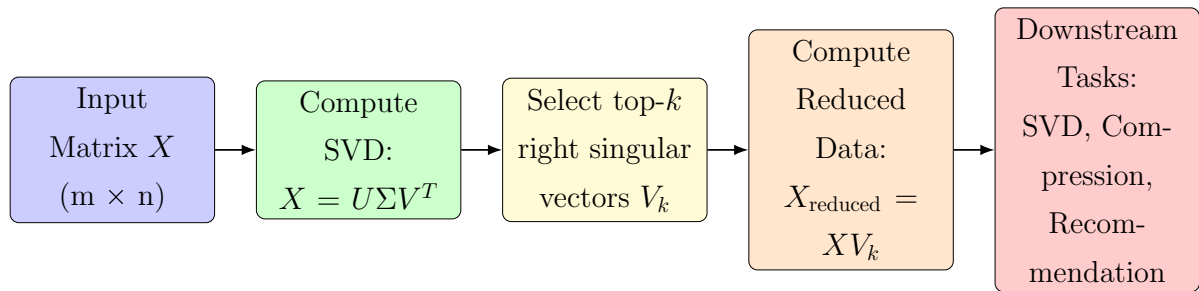 Input
Matrix X
(m × n)
Compute
SVD:
X = UΣV^T
Select top-k
right singular
vectors V_k
Compute
Reduced
Data:
X_reduced =
XV_k
Downstream
Tasks:
SVD, Com-
pression,
Recom-
mendation